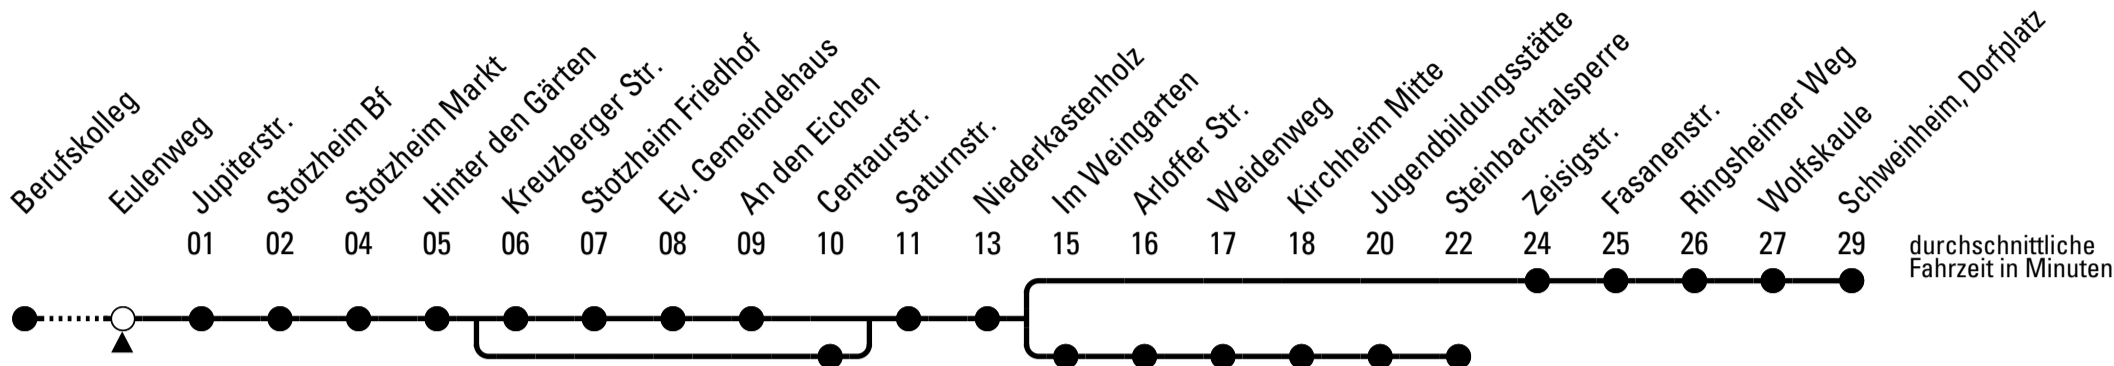 Berufskolleg
Eulenweg
Jupiterstr.
Stotzheim Bf
Stotzheim Markt
Hinter den Gärten
Kreuzberger Str.
Stotzheim Friedhof
Ev. Gemeindehaus
An den Eichen
Centaurstr.
Saturnstr.
Niederkastenholz
Im Weingarten
Arloffer Str.
Weidenweg
Kirchheim Mitte
Jugendbildungsstätte
Steinbachtalsperre
Zeisigstr.
Fasanenstr.
Ringsheimer Weg
Wolfskaule
Schweinheim, Dorfplatz
01 02 04 05 06 07 08 09 10 11 13 15 16 17 18 20 22 24 25 26 27 29
durchschnittliche
Fahrzeit in Minuten